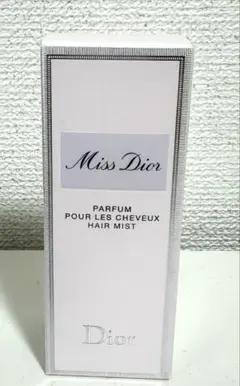 Miss Dior
PARFUM
POUR LES CHEVEUX
HAIR MIST
Dior